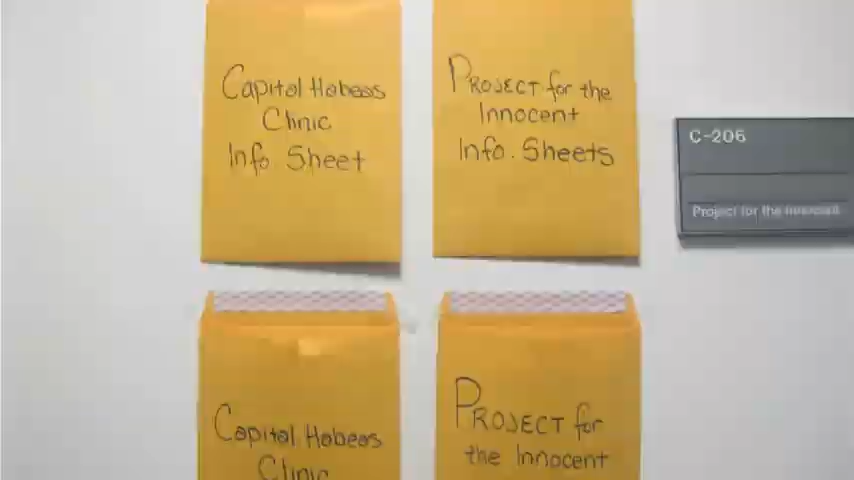 Capital Habeas
Clinic
Info. Sheet
PROJECT for the
Innocent
Info. Sheets
C-206
Project for the Innocent
Capital Habeas
Clinic
PROJECT for
the Innocent